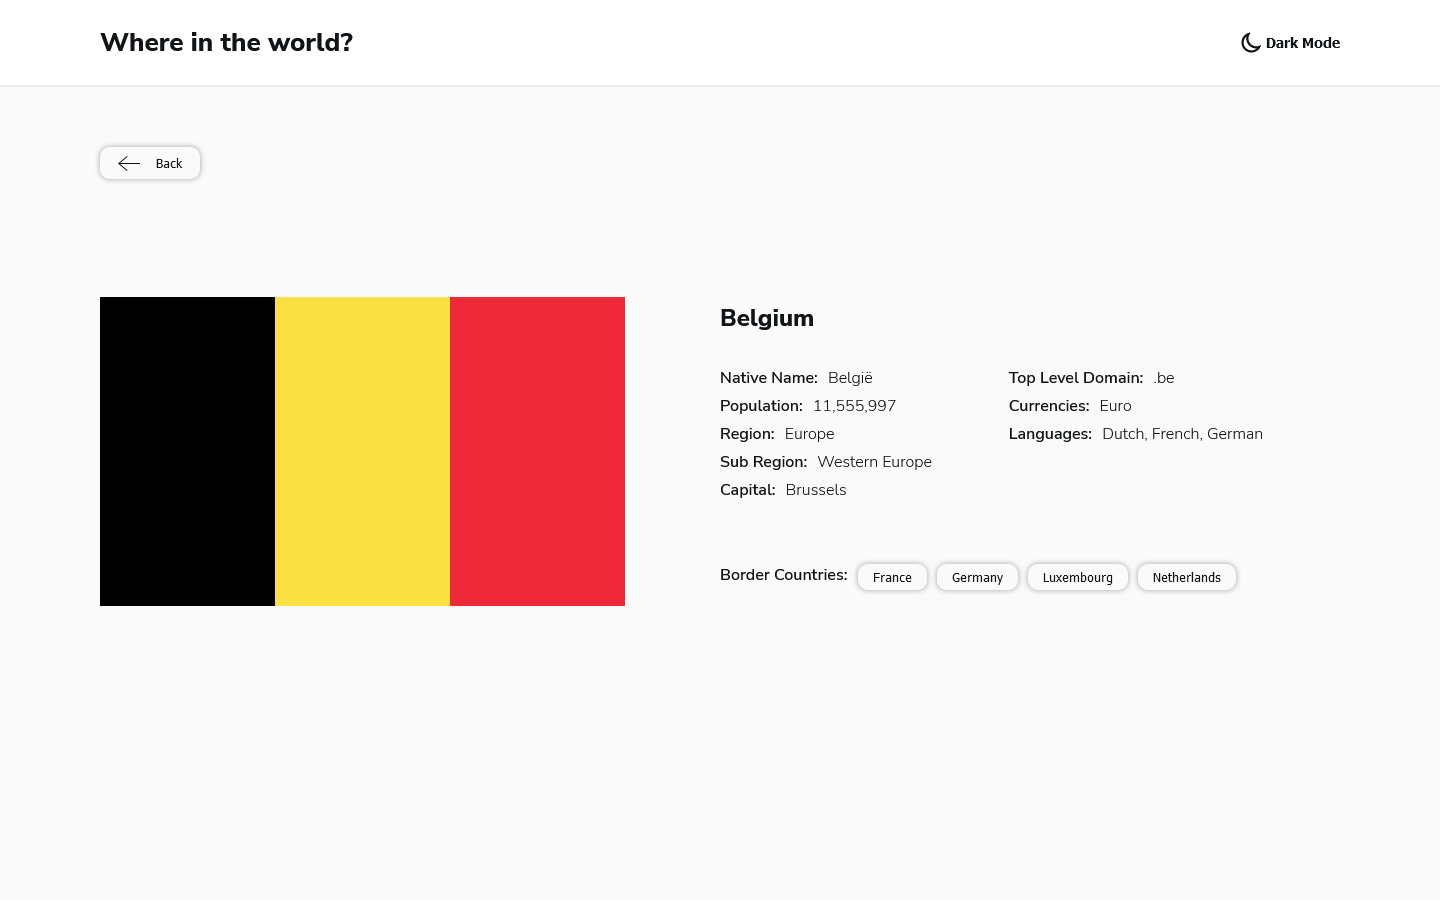 Where in the world?
Dark Mode
Back
Belgium
Native Name: België
Population: 11,555,997
Region: Europe
Sub Region: Western Europe
Capital: Brussels
Top Level Domain: .be
Currencies: Euro
Languages: Dutch, French, German
Border Countries: France Germany Luxembourg Netherlands